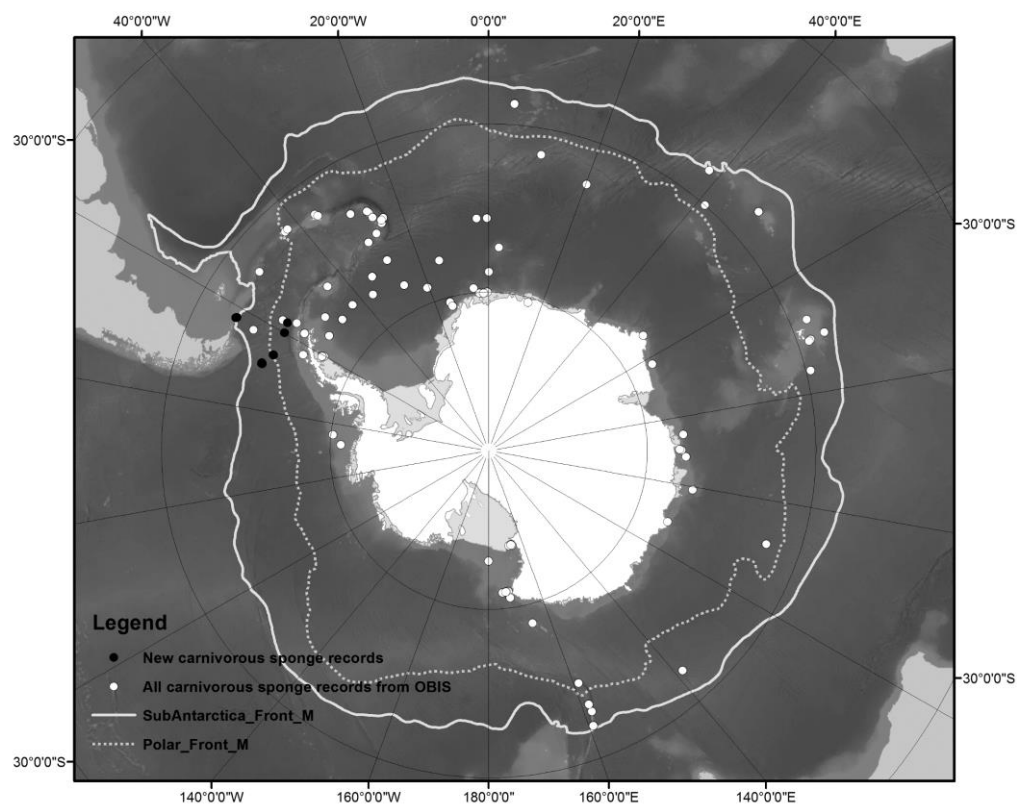 40°0'0"W 20°0'0"W 0°0'0" 20°0'0"E 40°0'0"E
30°0'0"S 30°0'0"S
Legend
New carnivorous sponge records
All carnivorous sponge records from OBIS
SubAntarctica_Front_M
Polar_Front_M
30°0'0"S 30°0'0"S
140°0'0"W 160°0'0"W 180°0'0" 160°0'0"E 140°0'0"E